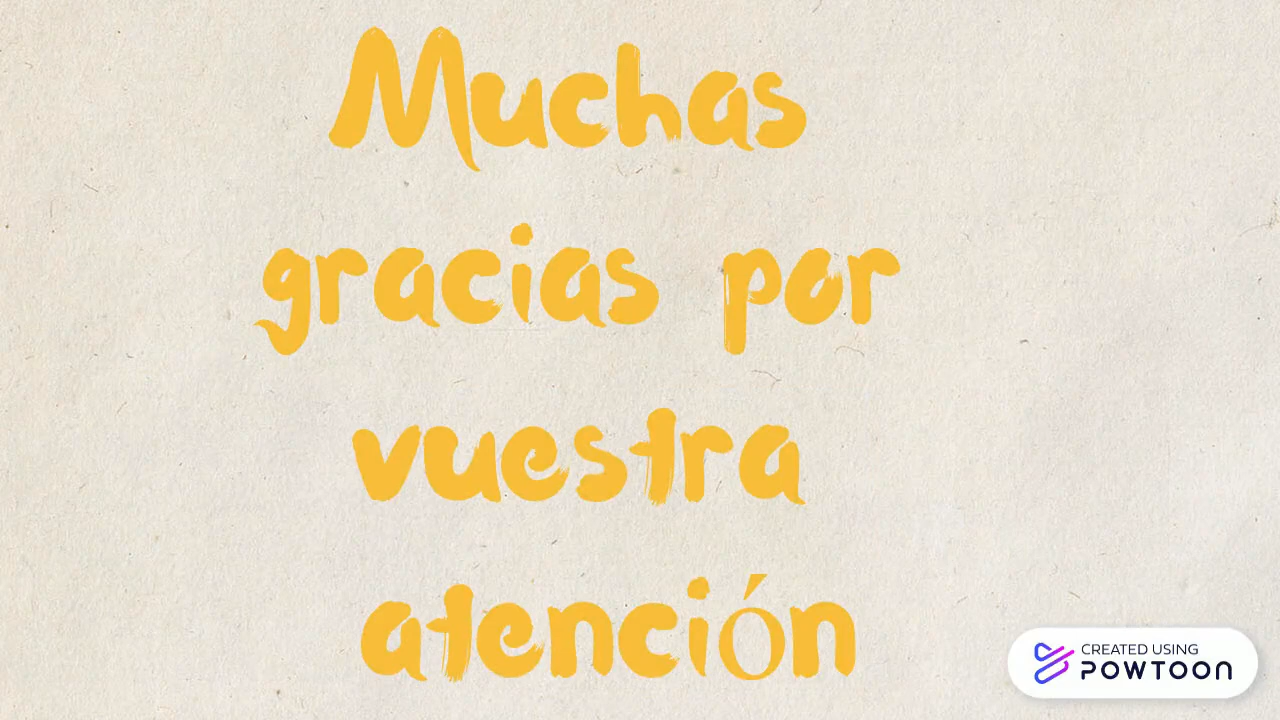 Muchas
gracias por
vuestra
atención
CREATED USING
POWTOON